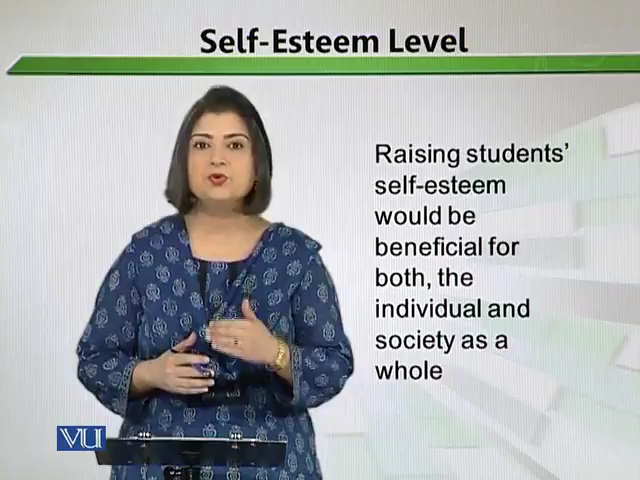 Self-Esteem Level
Raising students’
self-esteem
would be
beneficial for
both, the
individual and
society as a
whole
VU